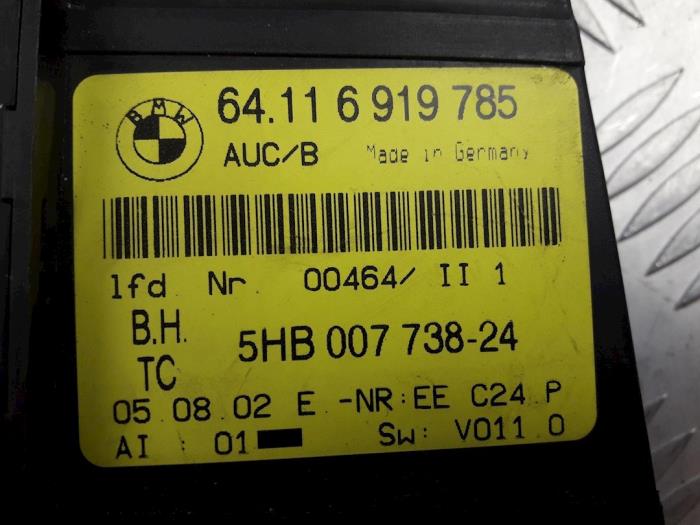 BMW
64.11 6 919 785
AUC/B Made in Germany
lfd Nr. 00464/ II 1
B.H. 5HB 007 738-24
TC
05.08.02 E.-NR:EE C24 P
AI : 01 Sw: V011.0